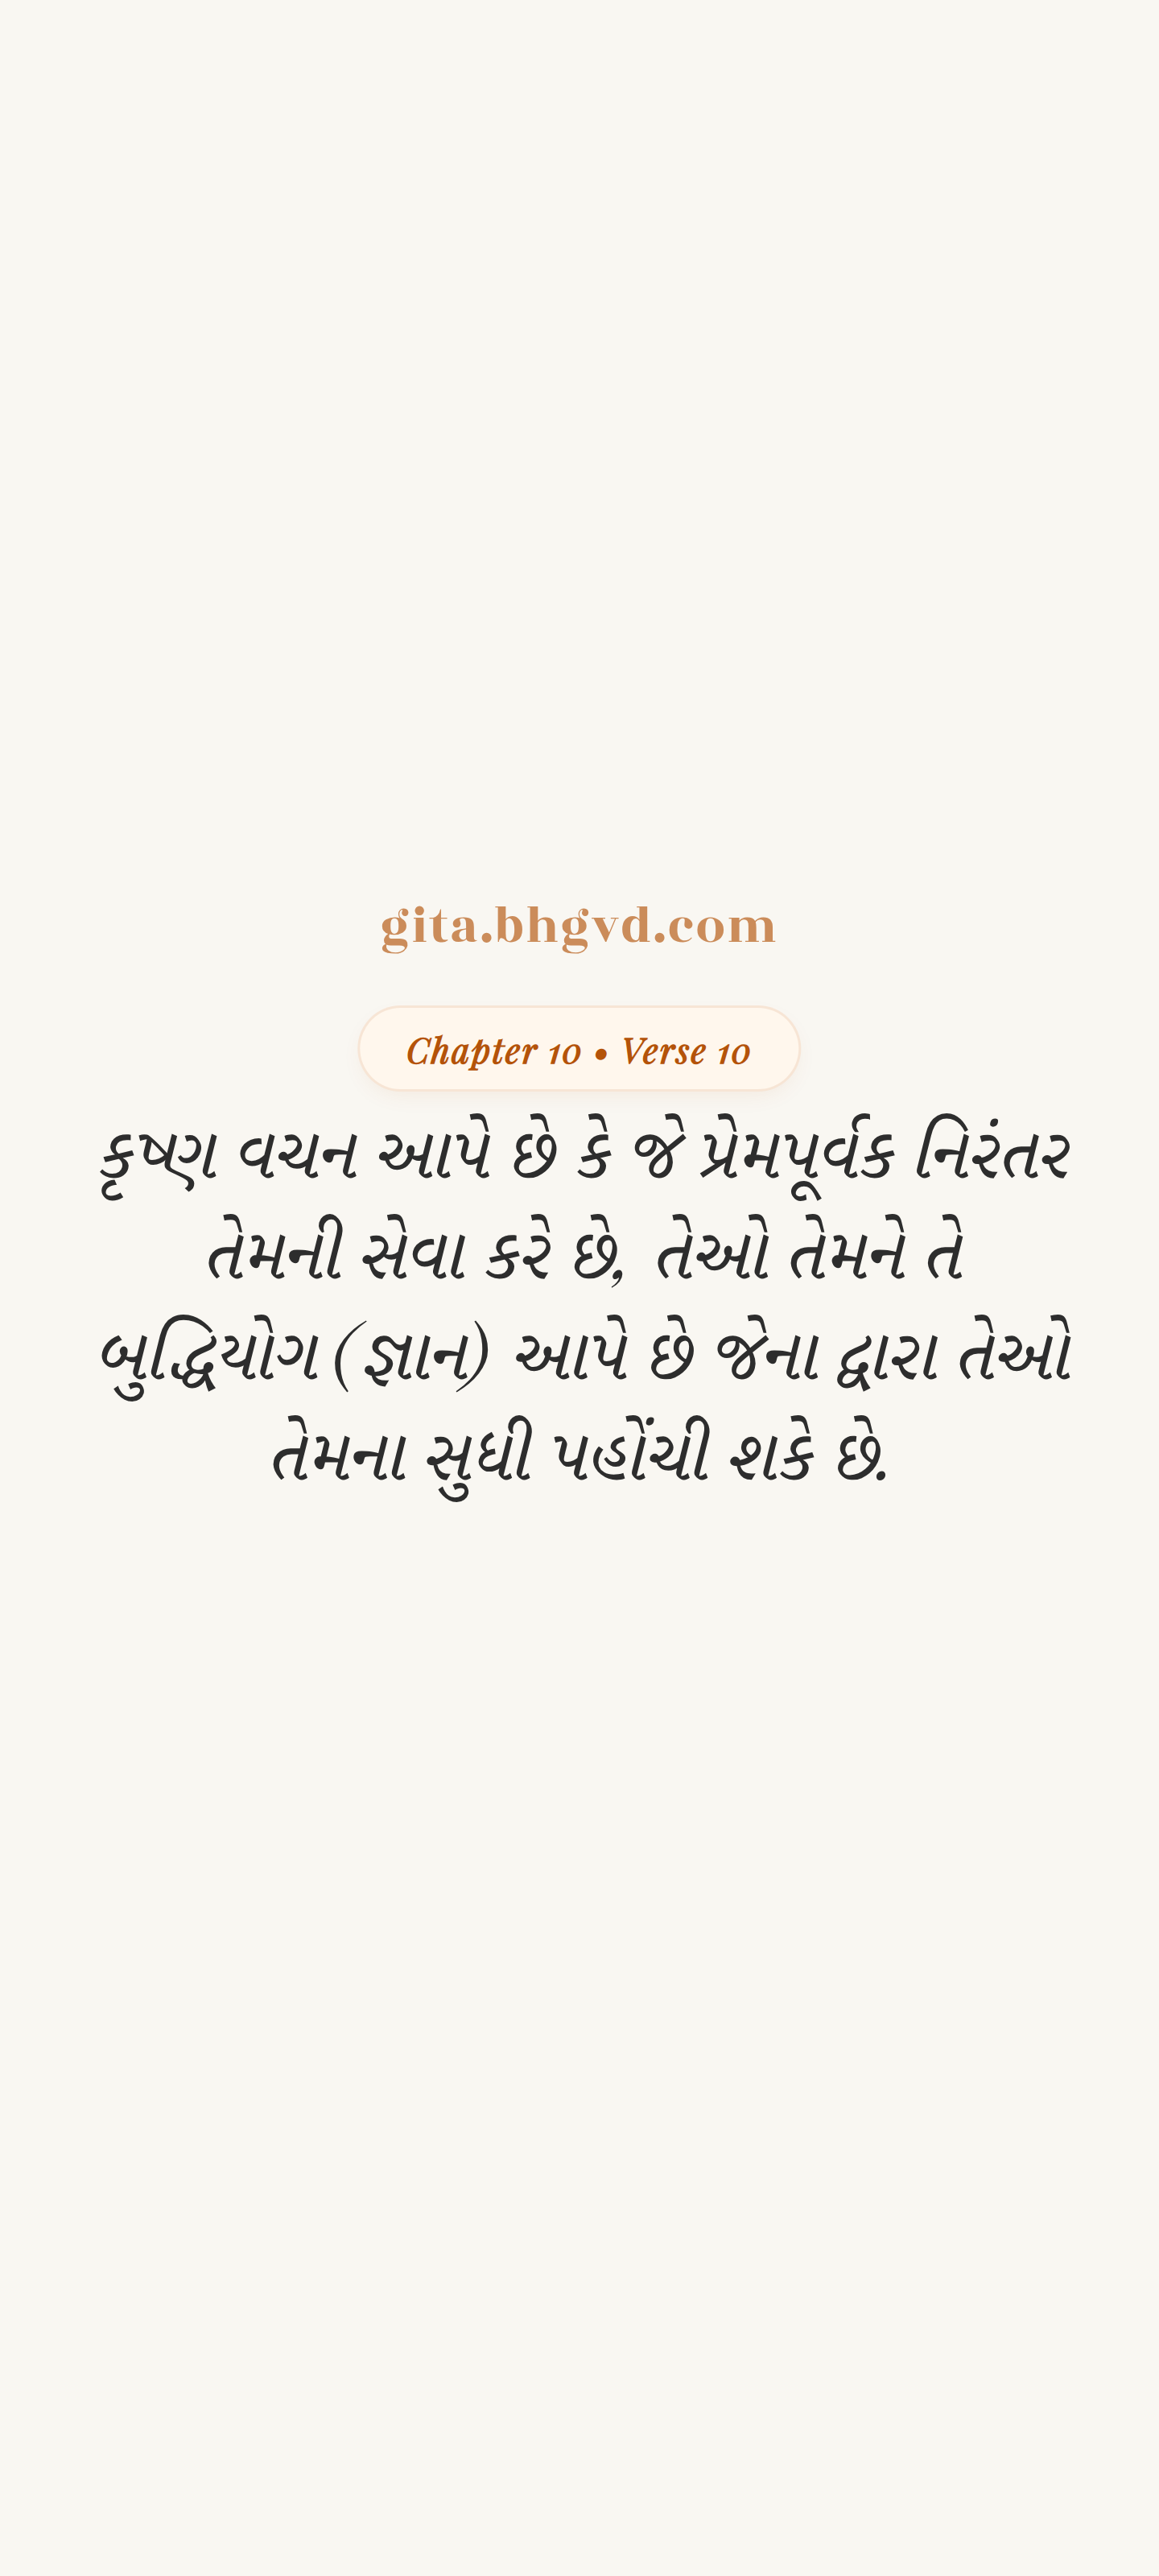 gita.bhgvd.com
Chapter 10 • Verse 10
કૃષ્ણ વચન આપે છે કે જે પ્રેમપૂર્વક નિરંતર
તેમની સેવા કરે છે, તેઓ તેમને તે
બુદ્ધિયોગ (જ્ઞાન) આપે છે જેના દ્વારા તેઓ
તેમના સુધી પહોંચી શકે છે.